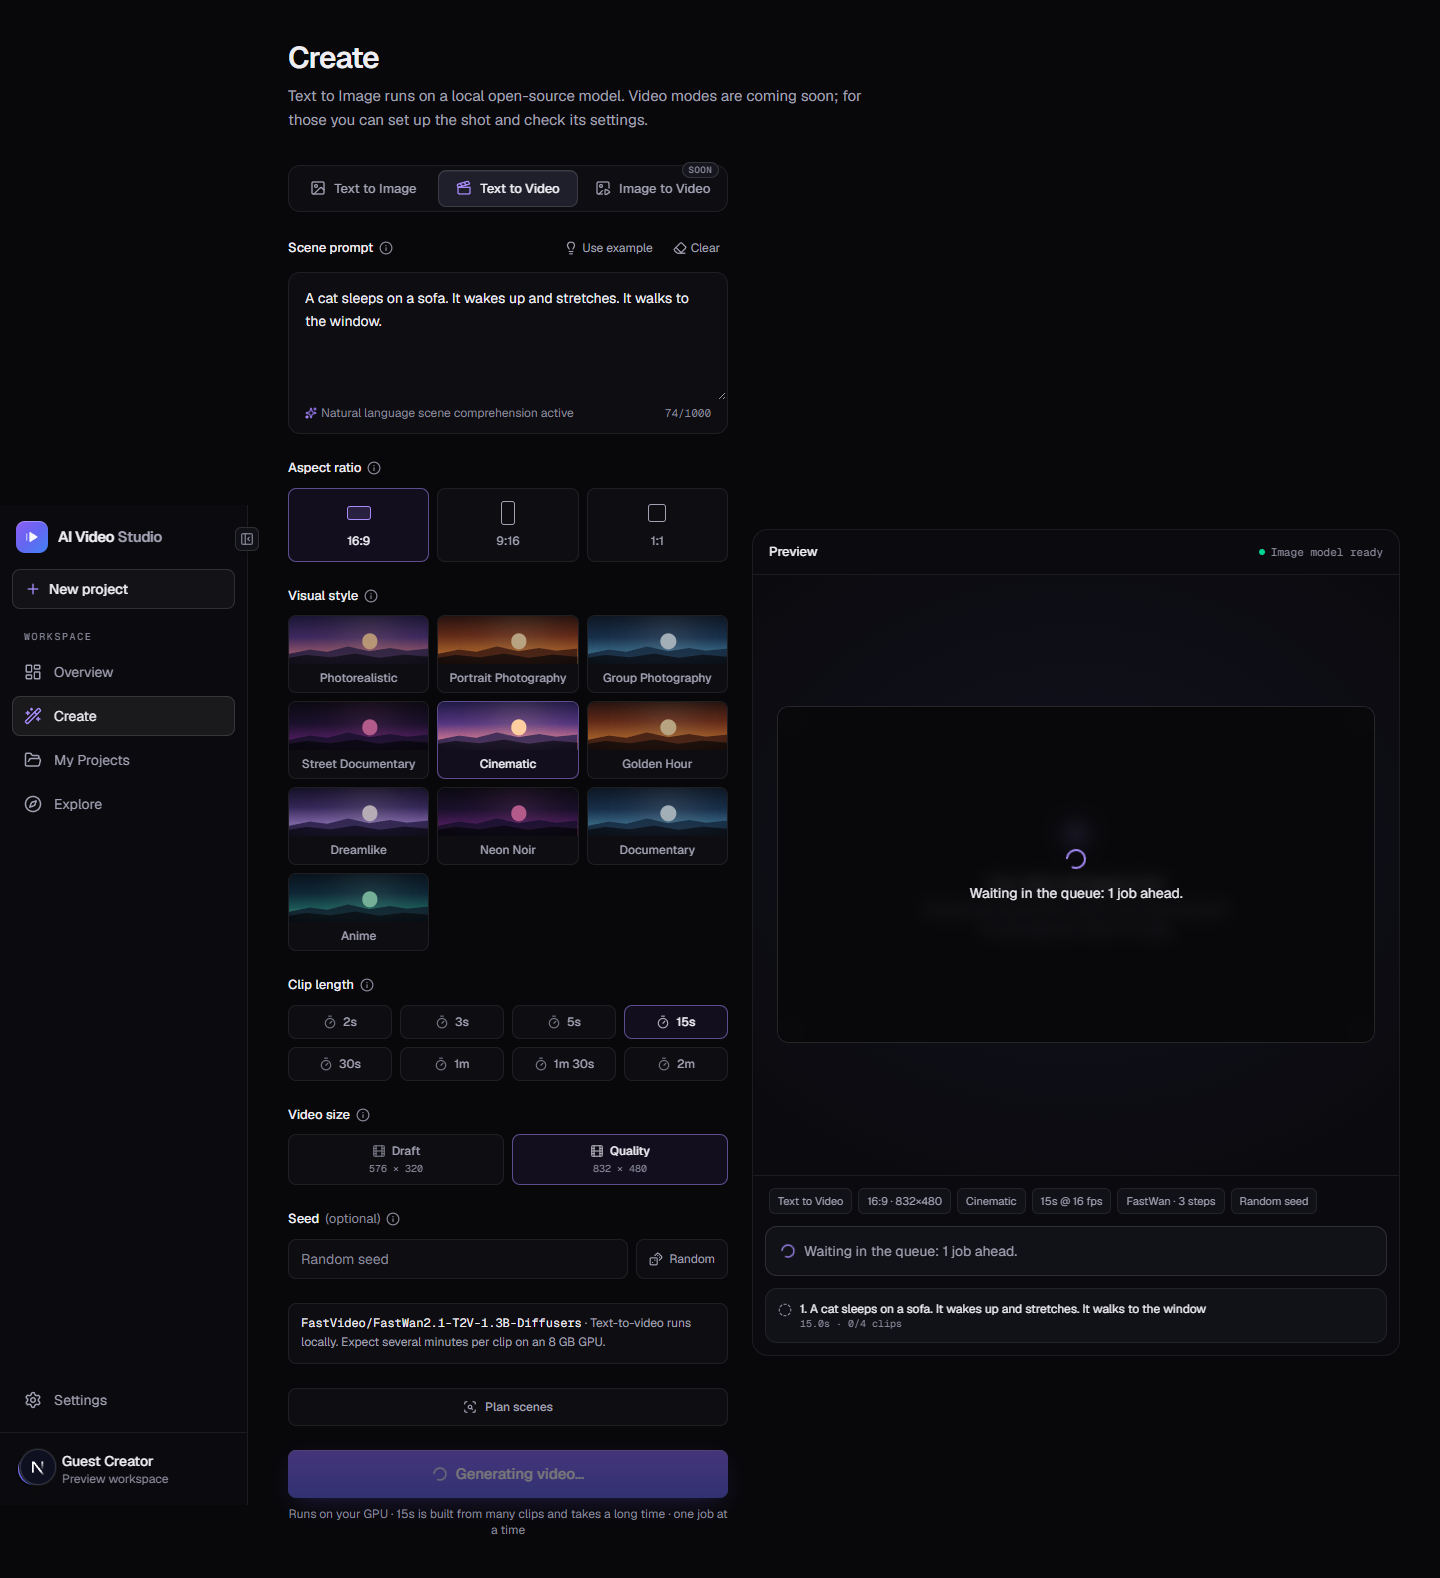 Create
Text to Image runs on a local open-source model. Video modes are coming soon; for
those you can set up the shot and check its settings.
Text to Image
Text to Video
Image to Video
SOON
Scene prompt
Use example
Clear
A cat sleeps on a sofa. It wakes up and stretches. It walks to
the window.
Natural language scene comprehension active
74/1000
Aspect ratio
16:9
9:16
1:1
Visual style
Photorealistic
Portrait Photography
Group Photography
Street Documentary
Cinematic
Golden Hour
Dreamlike
Neon Noir
Documentary
Anime
Clip length
2s
3s
5s
15s
30s
1m
1m 30s
2m
Video size
Draft
576 × 320
Quality
832 × 480
Seed (optional)
Random seed
Random
FastVideo/FastWan2.1-T2V-1.3B-Diffusers · Text-to-video runs
locally. Expect several minutes per clip on an 8 GB GPU.
Plan scenes
Generating video...
Runs on your GPU · 15s is built from many clips and takes a long time · one job at
a time
AI Video Studio
New project
WORKSPACE
Overview
Create
My Projects
Explore
Settings
N
Guest Creator
Preview workspace
Preview
Image model ready
Waiting in the queue: 1 job ahead.
Text to Video
16:9 · 832×480
Cinematic
15s @ 16 fps
FastWan · 3 steps
Random seed
Waiting in the queue: 1 job ahead.
1. A cat sleeps on a sofa. It wakes up and stretches. It walks to the window
15.0s · 0/4 clips